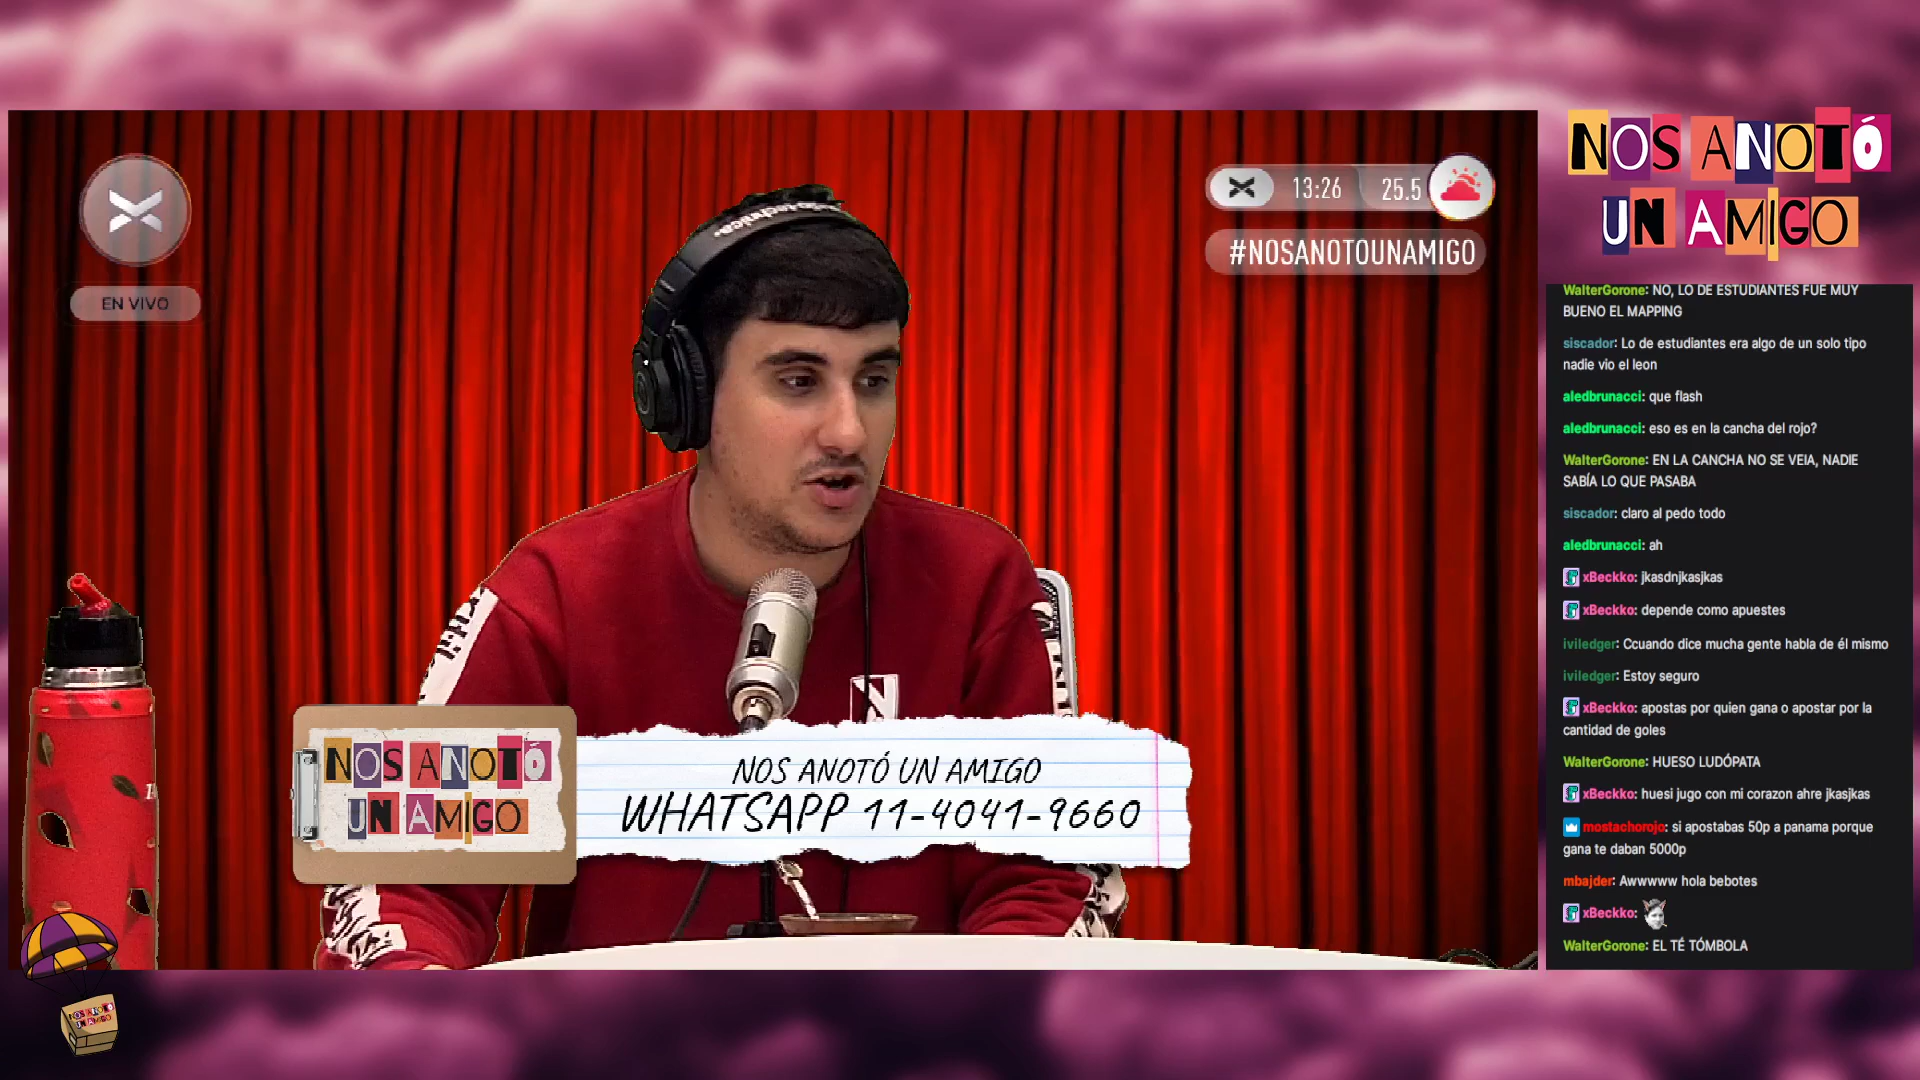 EN VIVO
audio-technica
13:26
25.5
#NOSANOTOUNAMIGO
NOS ANOTÓ
UN AMIGO
NOS ANOTÓ UN AMIGO
WHATSAPP 11-4041-9660
NOS ANOTÓ
UN AMIGO
WalterGorone: NO, LO DE ESTUDIANTES FUE MUY
BUENO EL MAPPING
siscador: Lo de estudiantes era algo de un solo tipo
nadie vio el leon
aledbrunacci: que flash
aledbrunacci: eso es en la cancha del rojo?
WalterGorone: EN LA CANCHA NO SE VEIA, NADIE
SABÍA LO QUE PASABA
siscador: claro al pedo todo
aledbrunacci: ah
xBeckko: jkasdnjkasjkas
xBeckko: depende como apuestes
iviledger: Ccuando dice mucha gente habla de él mismo
iviledger: Estoy seguro
xBeckko: apostas por quien gana o apostar por la
cantidad de goles
WalterGorone: HUESO LUDÓPATA
xBeckko: huesi jugo con mi corazon ahre jkasjkas
mostachorojo: si apostabas 50p a panama porque
gana te daban 5000p
mbajder: Awwwww hola bebotes
xBeckko:
WalterGorone: EL TÉ TÓMBOLA
NOS ANOTÓ
UN AMIGO